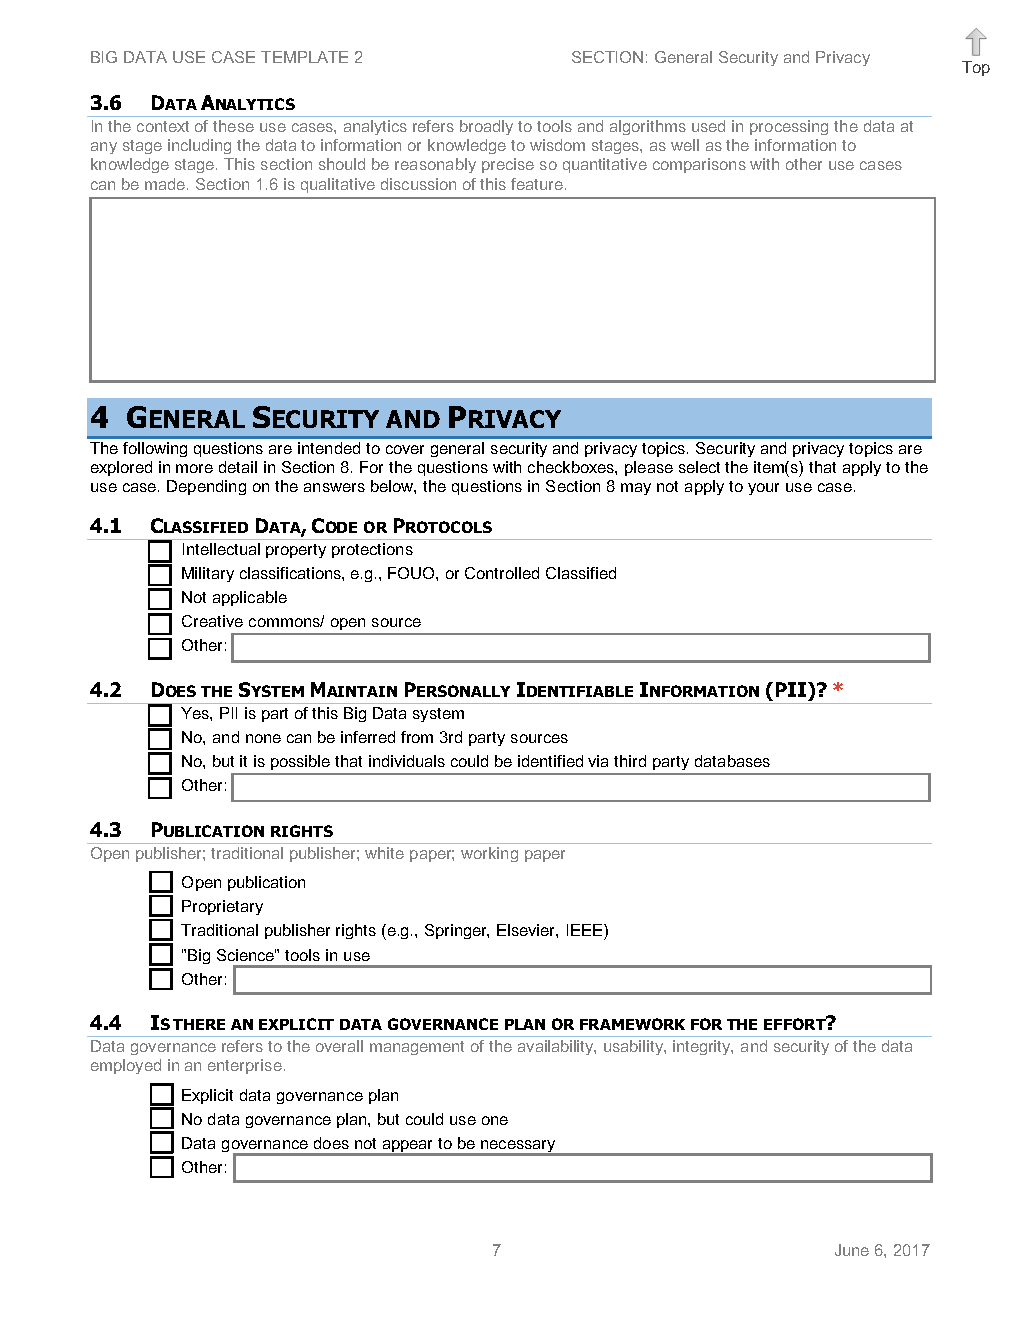 BIG DATA USE CASE TEMPLATE 2 SECTION: General Security and Privacy
Top
3.6 DATA ANALYTICS
In the context of these use cases, analytics refers broadly to tools and algorithms used in processing the data at
any stage including the data to information or knowledge to wisdom stages, as well as the information to
knowledge stage. This section should be reasonably precise so quantitative comparisons with other use cases
can be made. Section 1.6 is qualitative discussion of this feature.
4 GENERAL SECURITY AND PRIVACY
The following questions are intended to cover general security and privacy topics. Security and privacy topics are
explored in more detail in Section 8. For the questions with checkboxes, please select the item(s) that apply to the
use case. Depending on the answers below, the questions in Section 8 may not apply to your use case.
4.1 CLASSIFIED DATA, CODE OR PROTOCOLS
Intellectual property protections
Military classifications, e.g., FOUO, or Controlled Classified
Not applicable
Creative commons/ open source
Other:
4.2 DOES THE SYSTEM MAINTAIN PERSONALLY IDENTIFIABLE INFORMATION (PII)? *
Yes, PII is part of this Big Data system
No, and none can be inferred from 3rd party sources
No, but it is possible that individuals could be identified via third party databases
Other:
4.3 PUBLICATION RIGHTS
Open publisher; traditional publisher; white paper; working paper
Open publication
Proprietary
Traditional publisher rights (e.g., Springer, Elsevier, IEEE)
"Big Science" tools in use
Other:
4.4 IS THERE AN EXPLICIT DATA GOVERNANCE PLAN OR FRAMEWORK FOR THE EFFORT?
Data governance refers to the overall management of the availability, usability, integrity, and security of the data
employed in an enterprise.
Explicit data governance plan
No data governance plan, but could use one
Data governance does not appear to be necessary
Other:
7 June 6, 2017